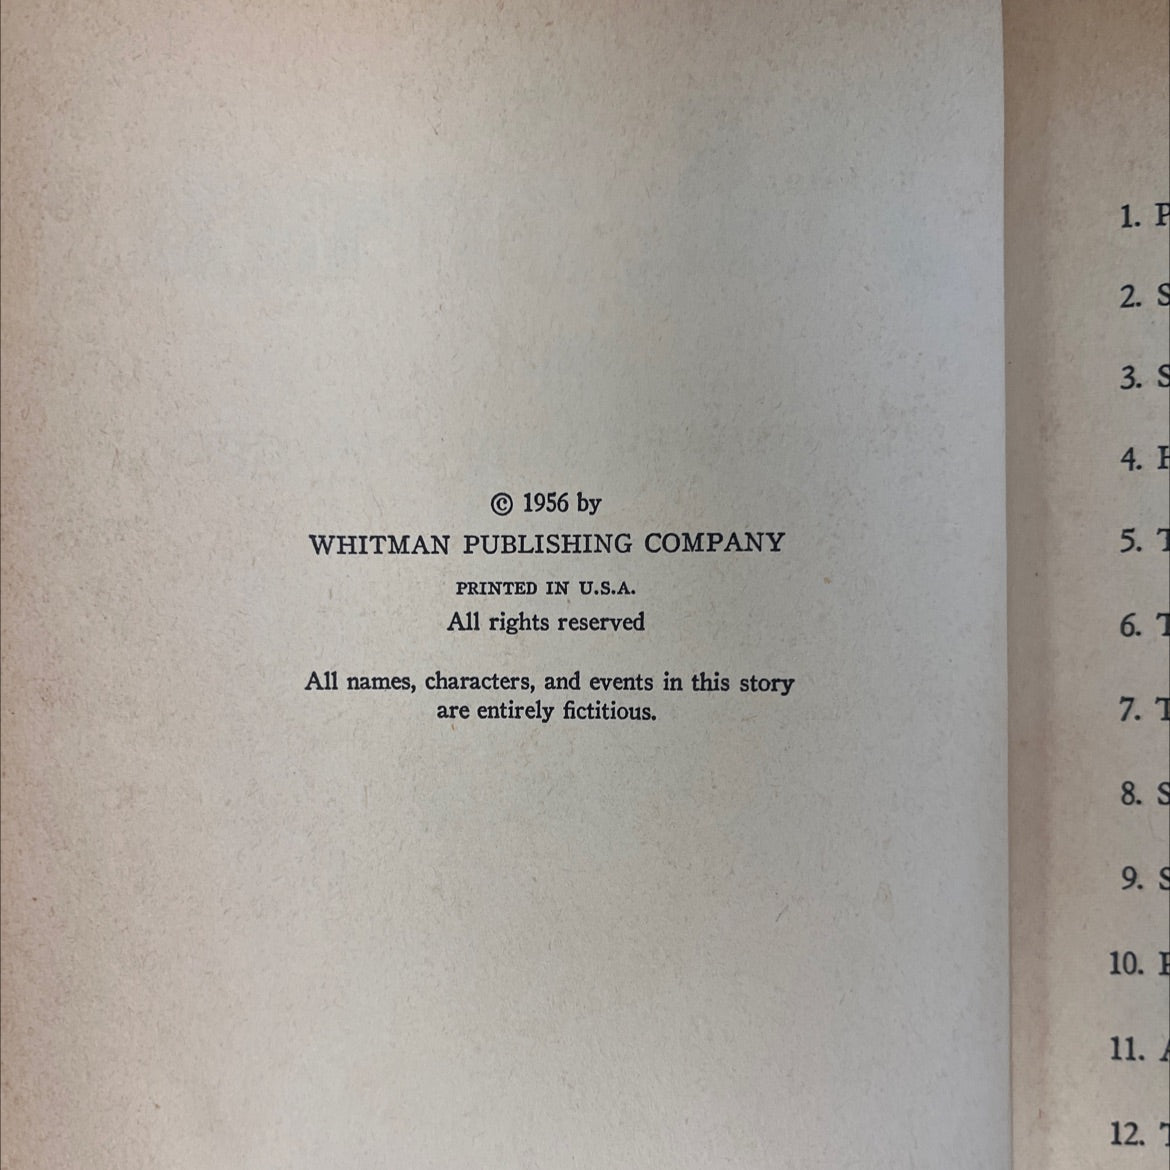 © 1956 by
WHITMAN PUBLISHING COMPANY
PRINTED IN U.S.A.
All rights reserved
All names, characters, and events in this story
are entirely fictitious.
1.
2.
3.
4.
5.
6.
7.
8.
9.
10.
11.
12.